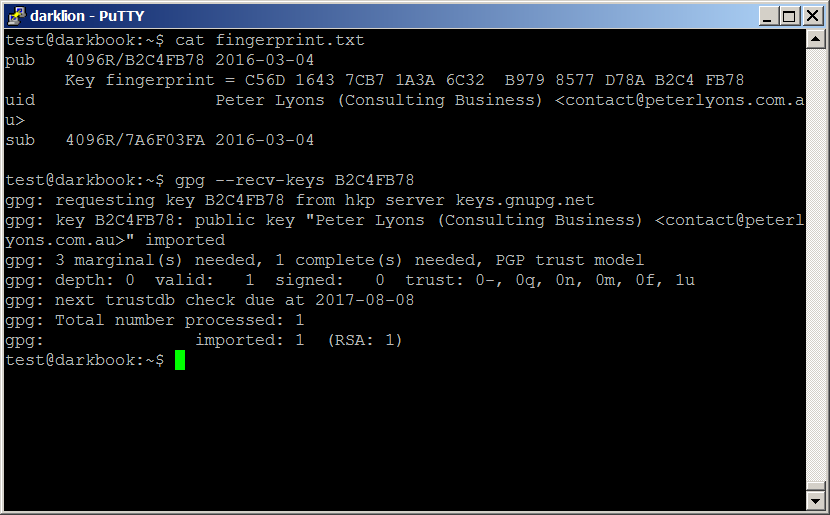 darklion - PuTTY
test@darkbook:~$ cat fingerprint.txt
pub   4096R/B2C4FB78 2016-03-04
      Key fingerprint = C56D 1643 7CB7 1A3A 6C32  B979 8577 D78A B2C4 FB78
uid                  Peter Lyons (Consulting Business) <contact@peterlyons.com.a
u>
sub   4096R/7A6F03FA 2016-03-04
test@darkbook:~$ gpg --recv-keys B2C4FB78
gpg: requesting key B2C4FB78 from hkp server keys.gnupg.net
gpg: key B2C4FB78: public key "Peter Lyons (Consulting Business) <contact@peterl
yons.com.au>" imported
gpg: 3 marginal(s) needed, 1 complete(s) needed, PGP trust model
gpg: depth: 0  valid:   1  signed:   0  trust: 0-, 0q, 0n, 0m, 0f, 1u
gpg: next trustdb check due at 2017-08-08
gpg: Total number processed: 1
gpg:               imported: 1  (RSA: 1)
test@darkbook:~$